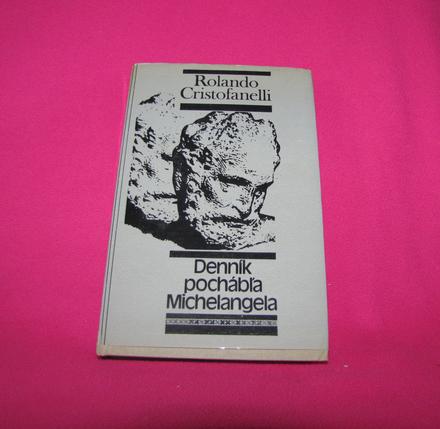 Rolando
Cristofanelli
Denník
pochábľa
Michelangela